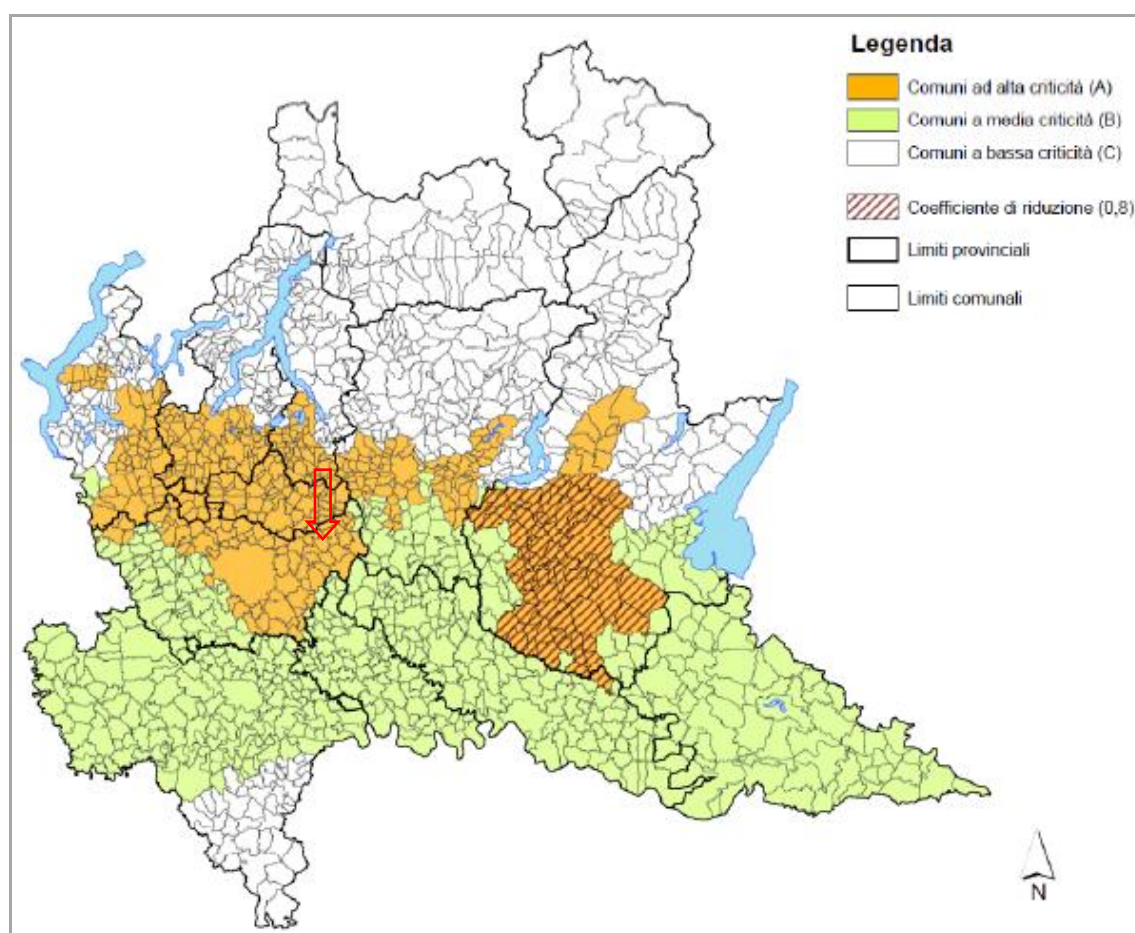 Legenda
Comuni ad alta criticità (A)
Comuni a media criticità (B)
Comuni a bassa criticità (C)
Coefficiente di riduzione (0,8)
Limiti provinciali
Limiti comunali
N